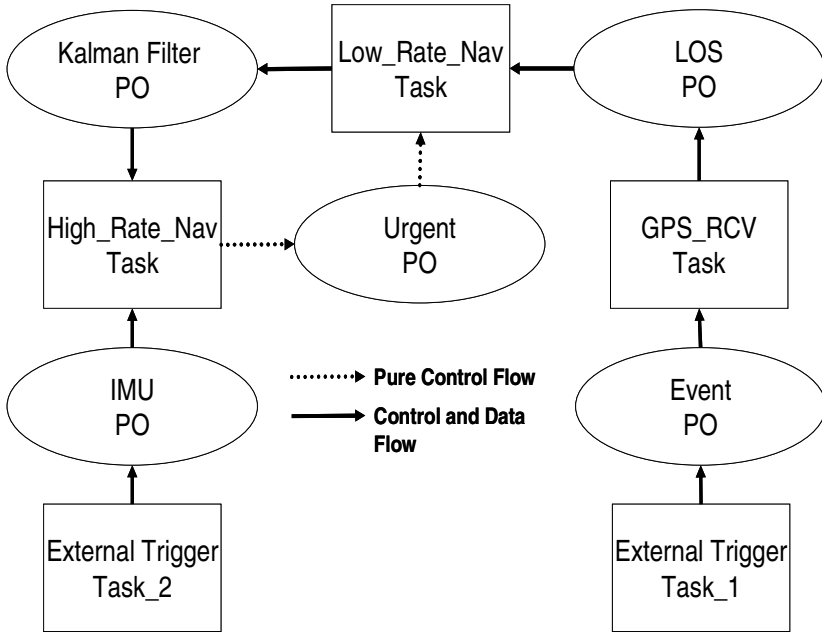 Kalman Filter
PO
Low_Rate_Nav
Task
LOS
PO
High_Rate_Nav
Task
Urgent
PO
GPS_RCV
Task
IMU
PO
Pure Control Flow
Control and Data
Flow
Event
PO
External Trigger
Task_2
External Trigger
Task_1